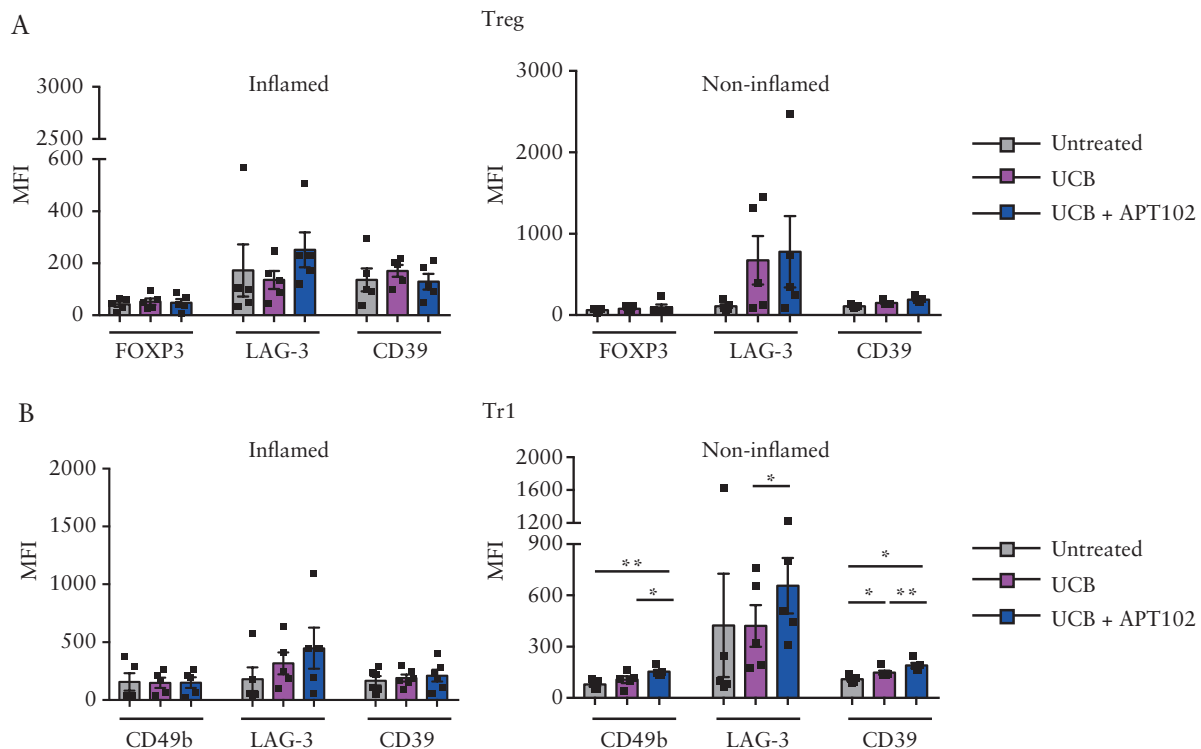 A
Treg
Inflamed
MFI
3000
2500
600
400
200
0
FOXP3 LAG-3 CD39
Non-inflamed
MFI
3000
2000
1000
0
FOXP3 LAG-3 CD39
Untreated
UCB
UCB + APT102
B
Tr1
Inflamed
MFI
2000
1500
1000
500
0
CD49b LAG-3 CD39
Non-inflamed
MFI
2000
1600
1200
900
600
300
0
*
** *
* * **
CD49b LAG-3 CD39
Untreated
UCB
UCB + APT102